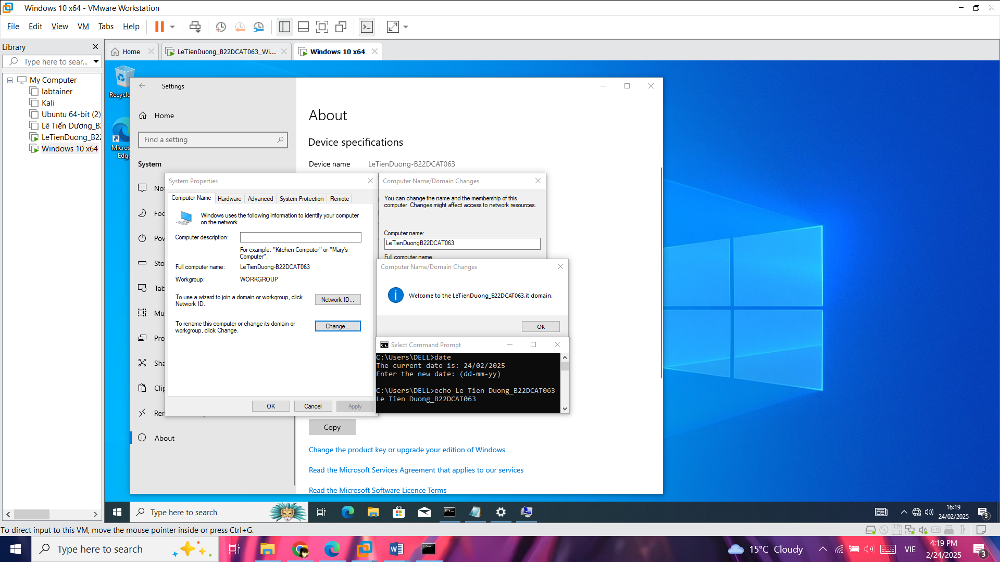 Windows 10 x64 - VMware Workstation
File Edit View VM Tabs Help
Library
Type here to sear...
My Computer
labtainer
Kali
Ubuntu 64-bit (2)
Lê Tiến Dương_B2
LeTienDuong_B22
Windows 10 x64
Home
LeTienDuong_B22DCAT063_Wi...
Windows 10 x64
Recycle
Micros
Edge
Settings
Home
Find a setting
System
Not
Foc
Pow
Sto
Tab
Mu
Pro
Sha
Clip
Rem
About
About
Device specifications
Device name LeTienDuong-B22DCAT063
System Properties
Computer Name Hardware Advanced System Protection Remote
Windows uses the following information to identify your computer
on the network.
Computer description:
For example: "Kitchen Computer" or "Mary's
Computer".
Full computer name: LeTienDuong-B22DCAT063
Workgroup: WORKGROUP
To use a wizard to join a domain or workgroup, click
Network ID.
Network ID...
To rename this computer or change its domain or
workgroup, click Change.
Change...
OK Cancel Apply
Computer Name/Domain Changes
You can change the name and the membership of this
computer. Changes might affect access to network resources.
Computer name:
LeTienDuongB22DCAT063
Full computer name:
Computer Name/Domain Changes
Welcome to the LeTienDuong_B22DCAT063.it domain.
OK
Select Command Prompt
C:\Users\DELL>date
The current date is: 24/02/2025
Enter the new date: (dd-mm-yy)
C:\Users\DELL>echo Le Tien Duong_B22DCAT063
Le Tien Duong_B22DCAT063
Copy
Change the product key or upgrade your edition of Windows
Read the Microsoft Services Agreement that applies to our services
Read the Microsoft Software Licence Terms
Type here to search
16:19
24/02/2025
3
To direct input to this VM, move the mouse pointer inside or press Ctrl+G.
Type here to search
15°C Cloudy
VIE
4:19 PM
2/24/2025
3